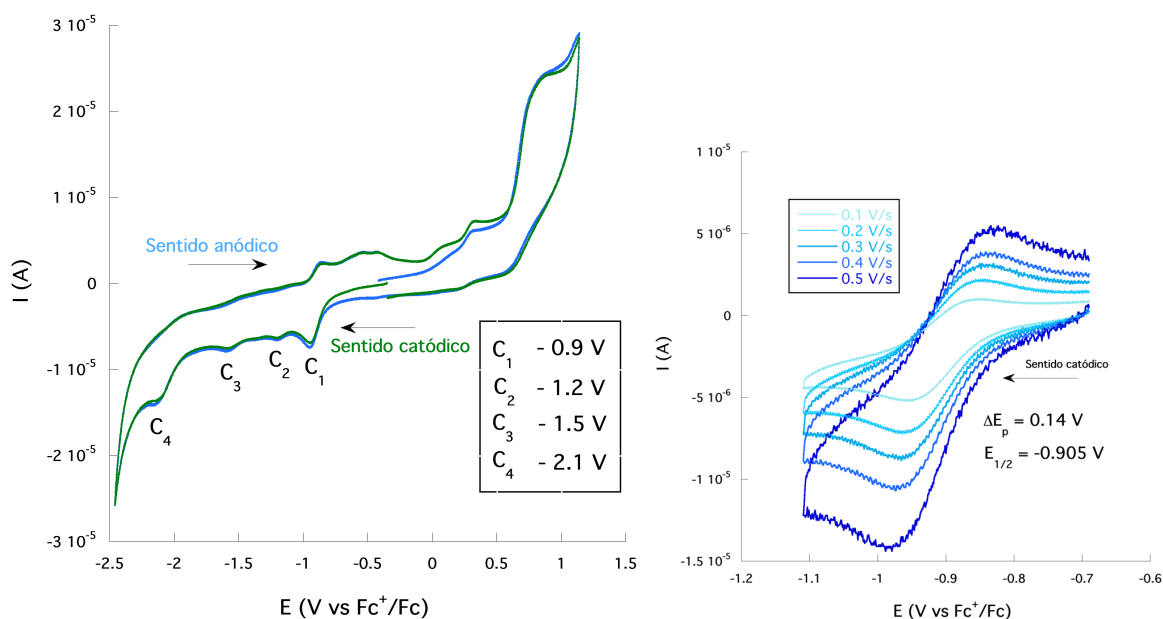 3 10⁻⁵
2 10⁻⁵
1 10⁻⁵
0
-1 10⁻⁵
-2 10⁻⁵
-3 10⁻⁵
I (A)
-2.5 -2 -1.5 -1 -0.5 0 0.5 1 1.5
E (V vs Fc⁺/Fc)
Sentido anódico
Sentido catódico
C₄
C₃
C₂
C₁
C₁ - 0.9 V
C₂ - 1.2 V
C₃ - 1.5 V
C₄ - 2.1 V
1 10⁻⁵
5 10⁻⁶
0
-5 10⁻⁶
-1 10⁻⁵
-1.5 10⁻⁵
I (A)
-1.2 -1.1 -1 -0.9 -0.8 -0.7 -0.6
E (V vs Fc⁺/Fc)
0.1 V/s
0.2 V/s
0.3 V/s
0.4 V/s
0.5 V/s
Sentido catódico
ΔEₚ = 0.14 V
E₁/₂ = -0.905 V